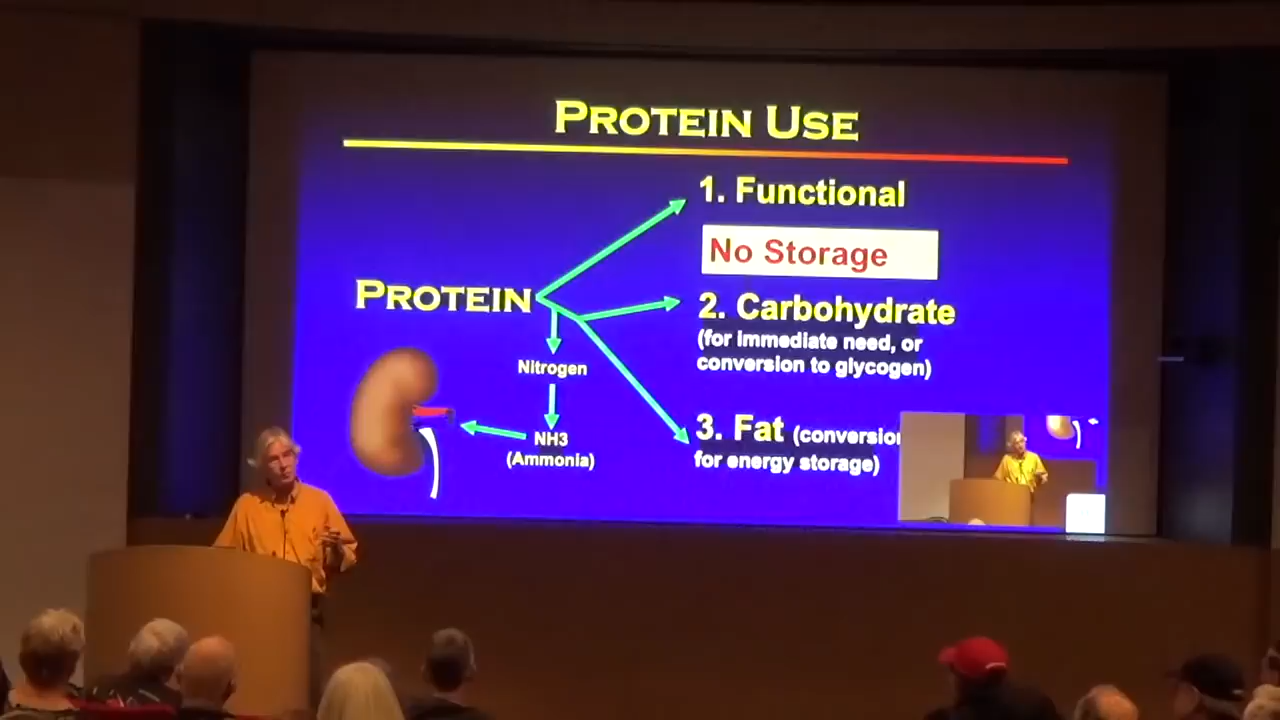 PROTEIN USE
1. Functional
No Storage
PROTEIN
2. Carbohydrate
(for immediate need, or
conversion to glycogen)
Nitrogen
NH3
(Ammonia)
3. Fat
for energy storage)